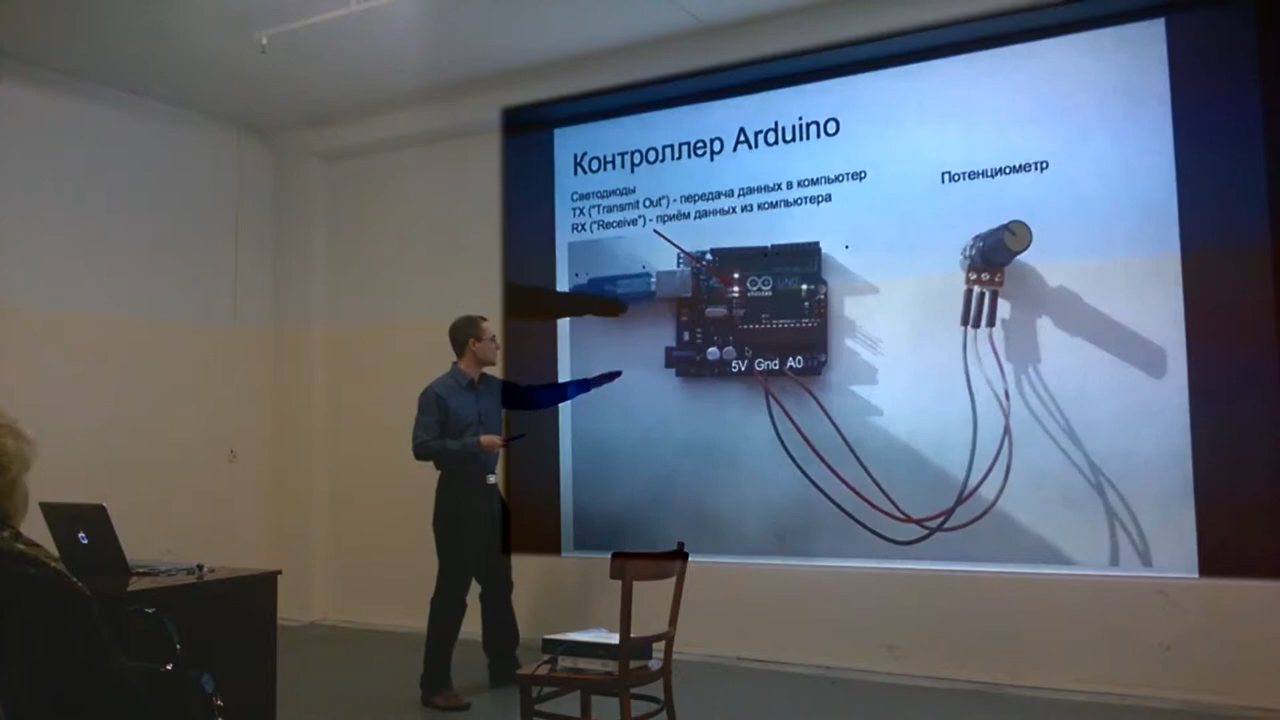 Контроллер Arduino
Светодиоды
TX ("Transmit Out") - передача данных в компьютер
RX ("Receive") - приём данных из компьютера
Потенциометр
UNO
5V Gnd A0